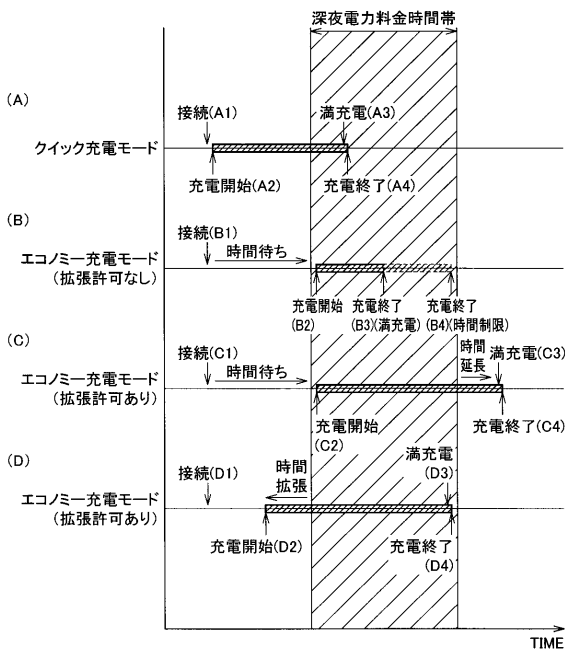 深夜電力料金時間帯
(A)
接続(A1)
満充電(A3)
クイック充電モード
充電開始(A2)
充電終了(A4)
(B)
接続(B1)
時間待ち
エコノミー充電モード
(拡張許可なし)
充電開始
(B2)
充電終了
(B3)(満充電)
充電終了
(B4)(時間制限)
(C)
接続(C1)
時間待ち
時間
延長
満充電(C3)
エコノミー充電モード
(拡張許可あり)
充電開始
(C2)
充電終了(C4)
(D)
接続(D1)
時間
拡張
満充電
(D3)
エコノミー充電モード
(拡張許可あり)
充電開始(D2)
充電終了
(D4)
TIME